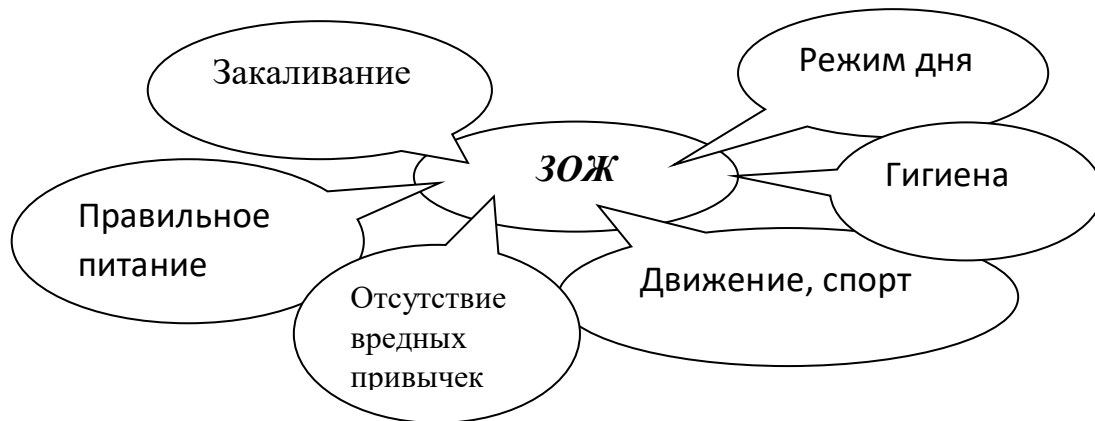 Закаливание
Режим дня
ЗОЖ
Гигиена
Правильное
питание
Движение, спорт
Отсутствие
вредных
привычек